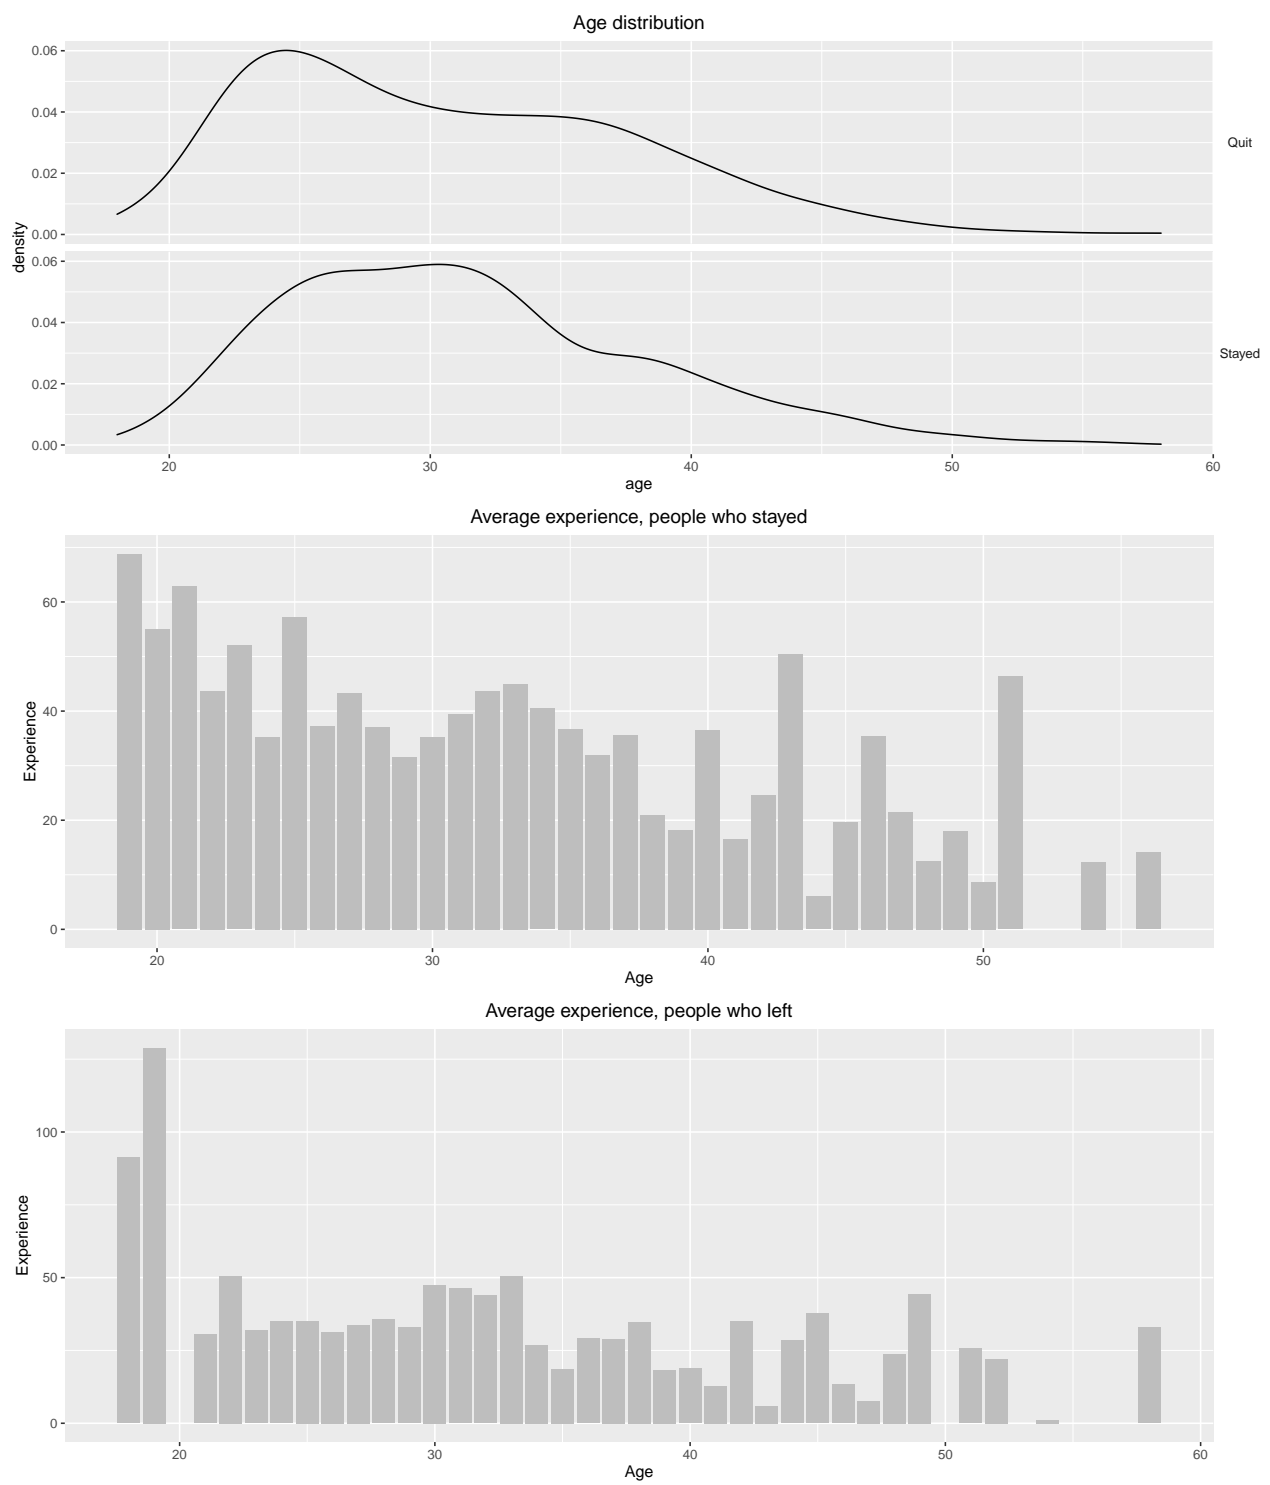 Age distribution
0.06
0.04
0.02
0.00
Quit
density
0.06
0.04
0.02
0.00
Stayed
20 30 40 50 60
age
Average experience, people who stayed
60
40
20
0
Experience
20 30 40 50
Age
Average experience, people who left
100
50
0
Experience
20 30 40 50 60
Age